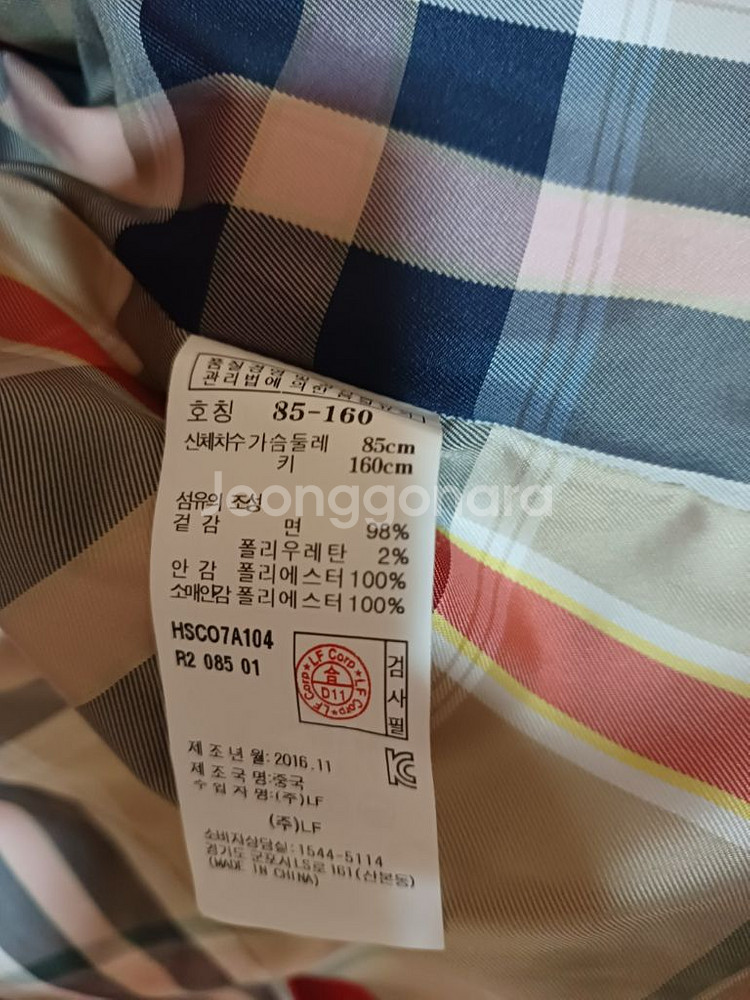 관리법에 의한
호칭 85-160
신체치수 가슴둘레 85cm
키 160cm
Jeonggonara
섬유의 조성
겉감 면 98%
폴리우레탄 2%
안감 폴리에스터 100%
소매안감 폴리에스터 100%
HSCO7A104
R2 085 01
LF Corp LF Corp LF Corp
合
D11
검사필
제조년월: 2016.11
제조국명: 중국
수입자명: (주)LF
(주)LF
소비자상담실: 1544-5114
경기도 군포시 LS로 161(산본동)
(MADE IN CHINA)